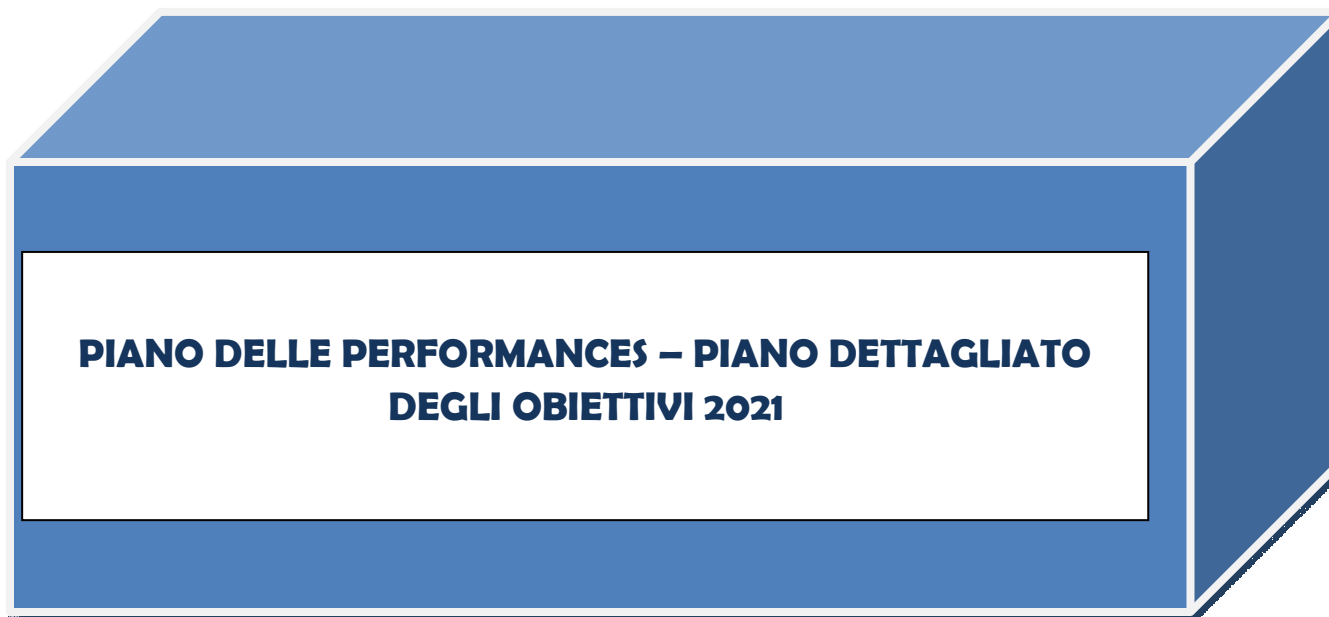 PIANO DELLE PERFORMANCES – PIANO DETTAGLIATO
DEGLI OBIETTIVI 2021